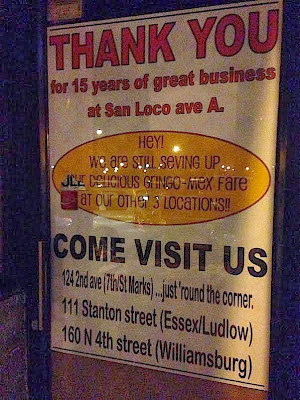 THANK YOU
for 15 years of great business
at San Loco ave A.
HEY!
We are STILL SEVING UP
DELICIOUS GRINGO-MEX FARE
at our OTHER 3 LOCATIONS!!
COME VISIT US
124 2nd ave (7th/St Marks) ...just 'round the corner.
111 Stanton street (Essex/Ludlow)
160 N 4th street (Williamsburg)